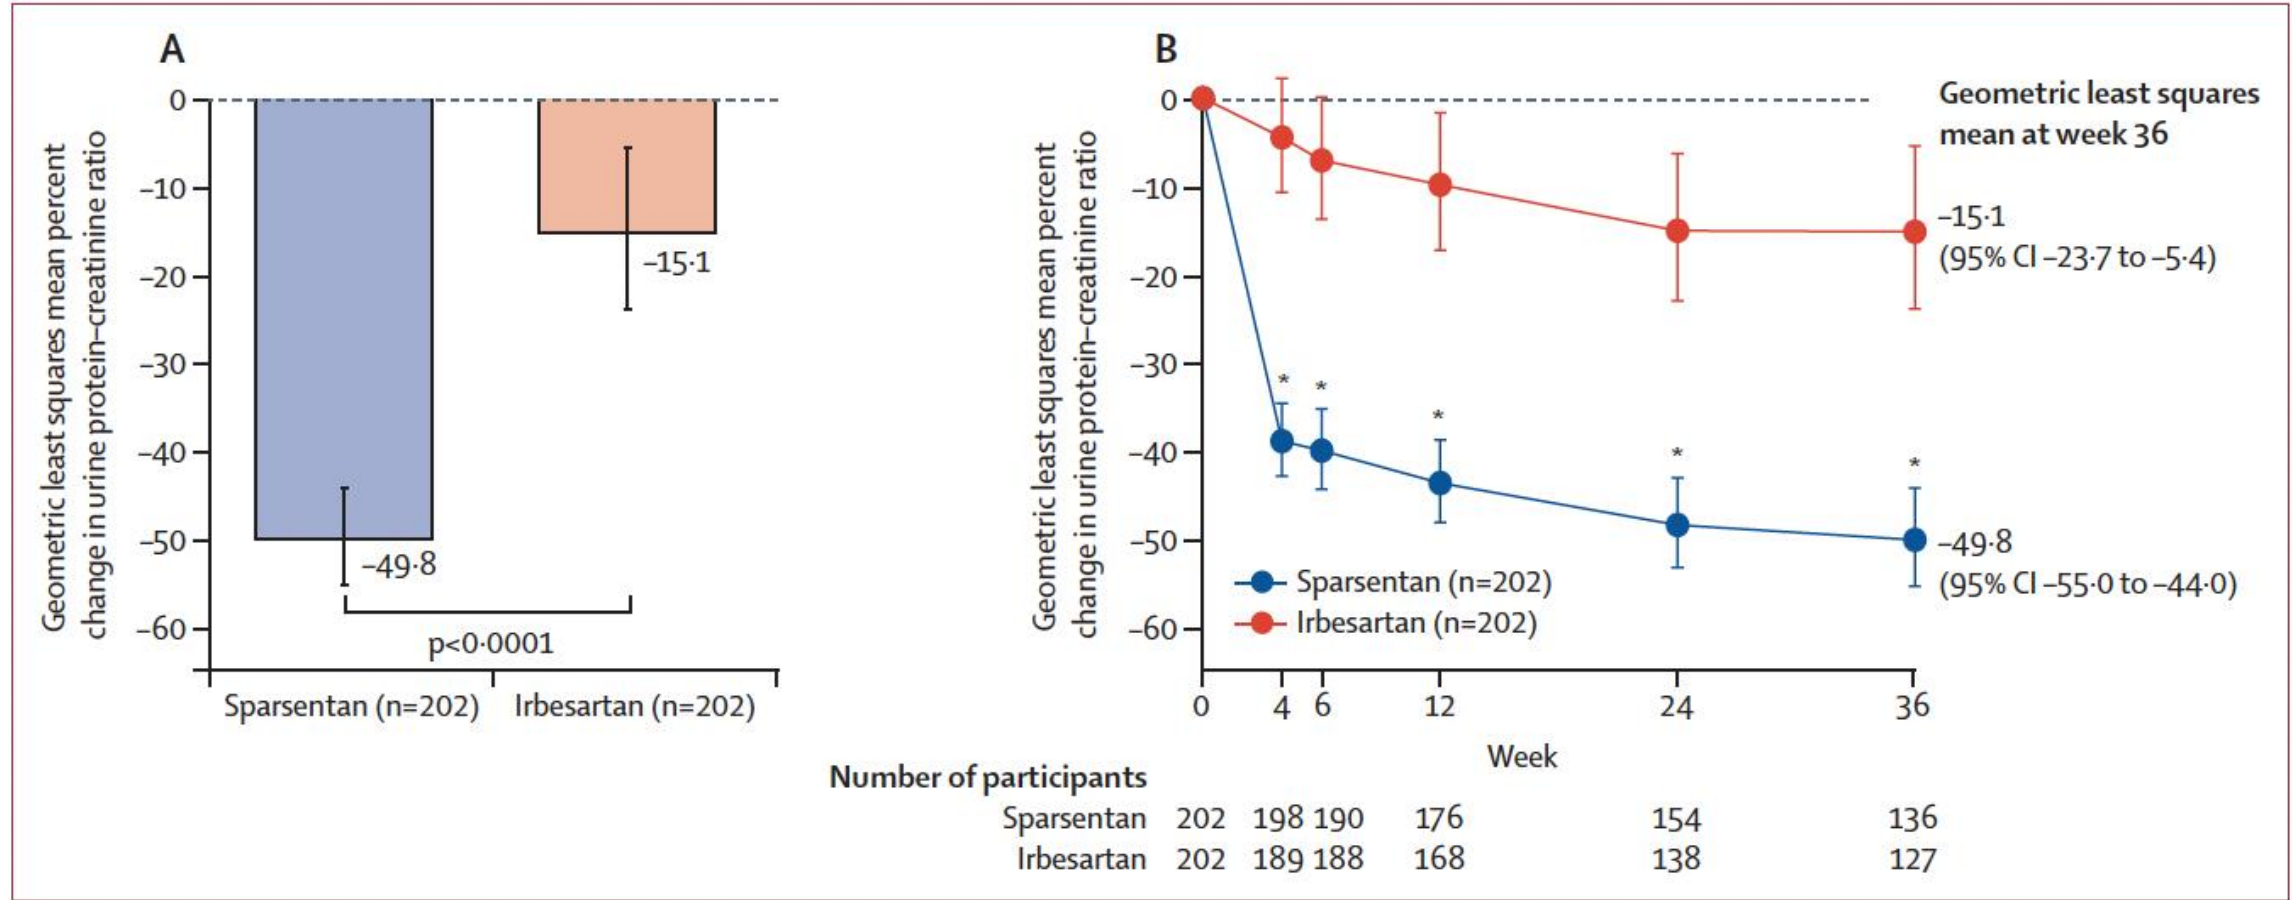 A
Geometric least squares mean percent
change in urine protein–creatinine ratio
0
–10
–20
–30
–40
–50
–60
–49·8
–15·1
p<0·0001
Sparsentan (n=202)
Irbesartan (n=202)
B
Geometric least squares mean percent
change in urine protein–creatinine ratio
0
–10
–20
–30
–40
–50
–60
* * * * *
Geometric least squares
mean at week 36
–15·1
(95% CI –23·7 to –5·4)
–49·8
(95% CI –55·0 to –44·0)
Sparsentan (n=202)
Irbesartan (n=202)
0 4 6 12 24 36
Week
Number of participants
Sparsentan 202 198 190 176 154 136
Irbesartan 202 189 188 168 138 127